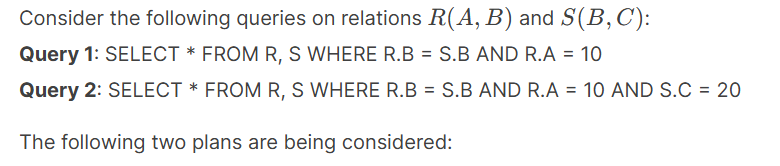 Consider the following queries on relations R(A, B) and S(B, C):
Query 1: SELECT * FROM R, S WHERE R.B = S.B AND R.A = 10
Query 2: SELECT * FROM R, S WHERE R.B = S.B AND R.A = 10 AND S.C = 20
The following two plans are being considered: